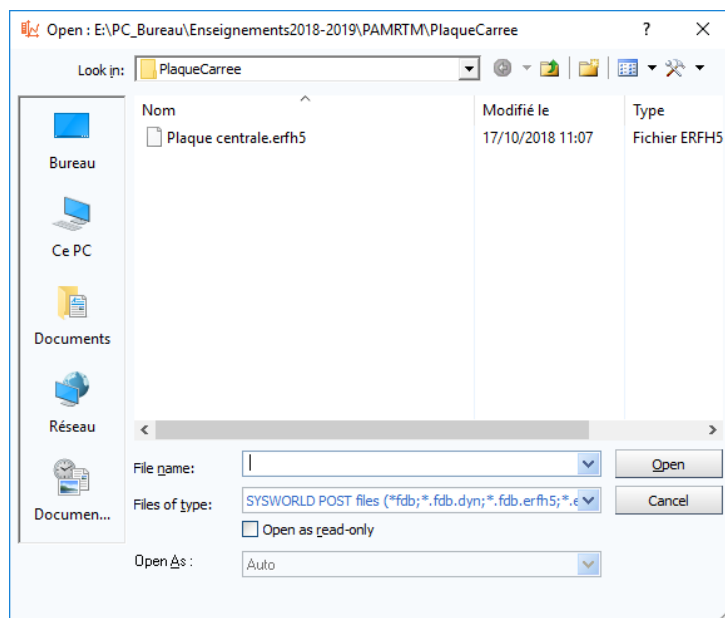 Open : E:\PC_Bureau\Enseignements2018-2019\PAMRTM\PlaqueCarree
Look in: PlaqueCarree
Nom Modifié le Type
Plaque centrale.erfh5 17/10/2018 11:07 Fichier ERFH5
Bureau
Ce PC
Documents
Réseau
Documen...
File name: Open
Files of type: SYSWORLD POST files (*fdb;*.fdb.dyn;*.fdb.erfh5;*.e Cancel
Open as read-only
Open As : Auto